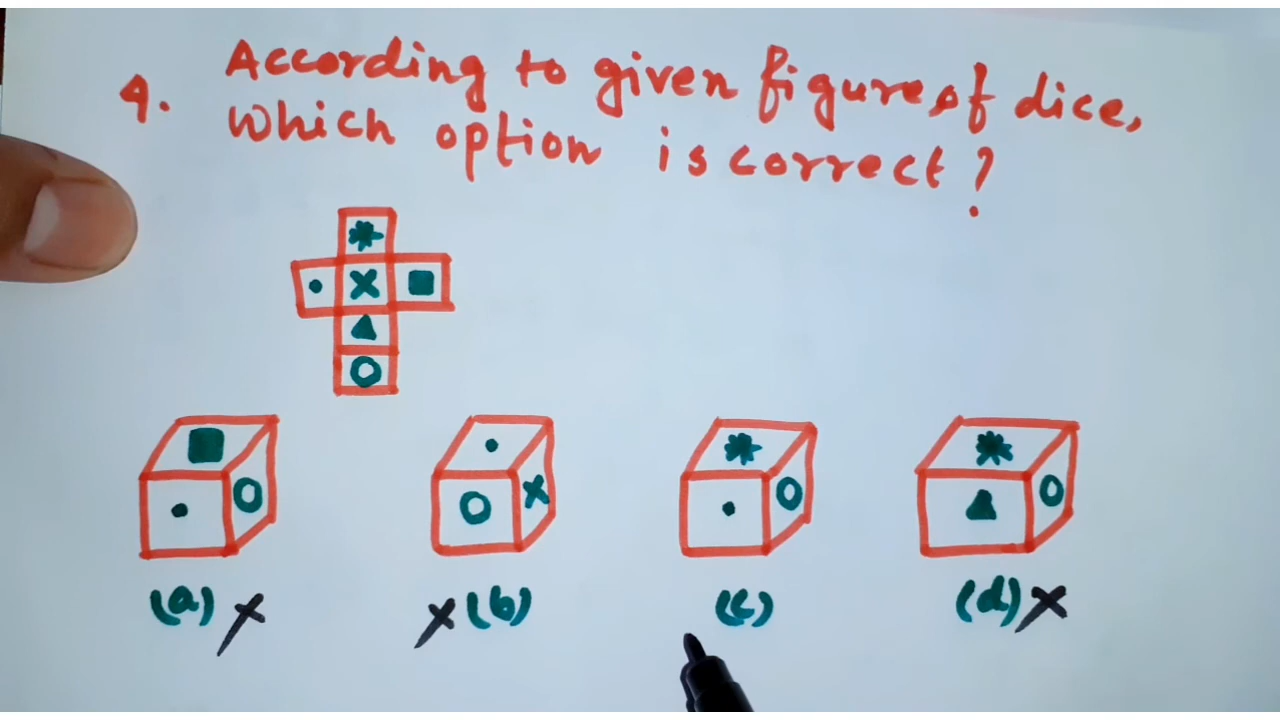 4. According to given figure, of dice,
which option is correct?
(a) (b) (c) (d)